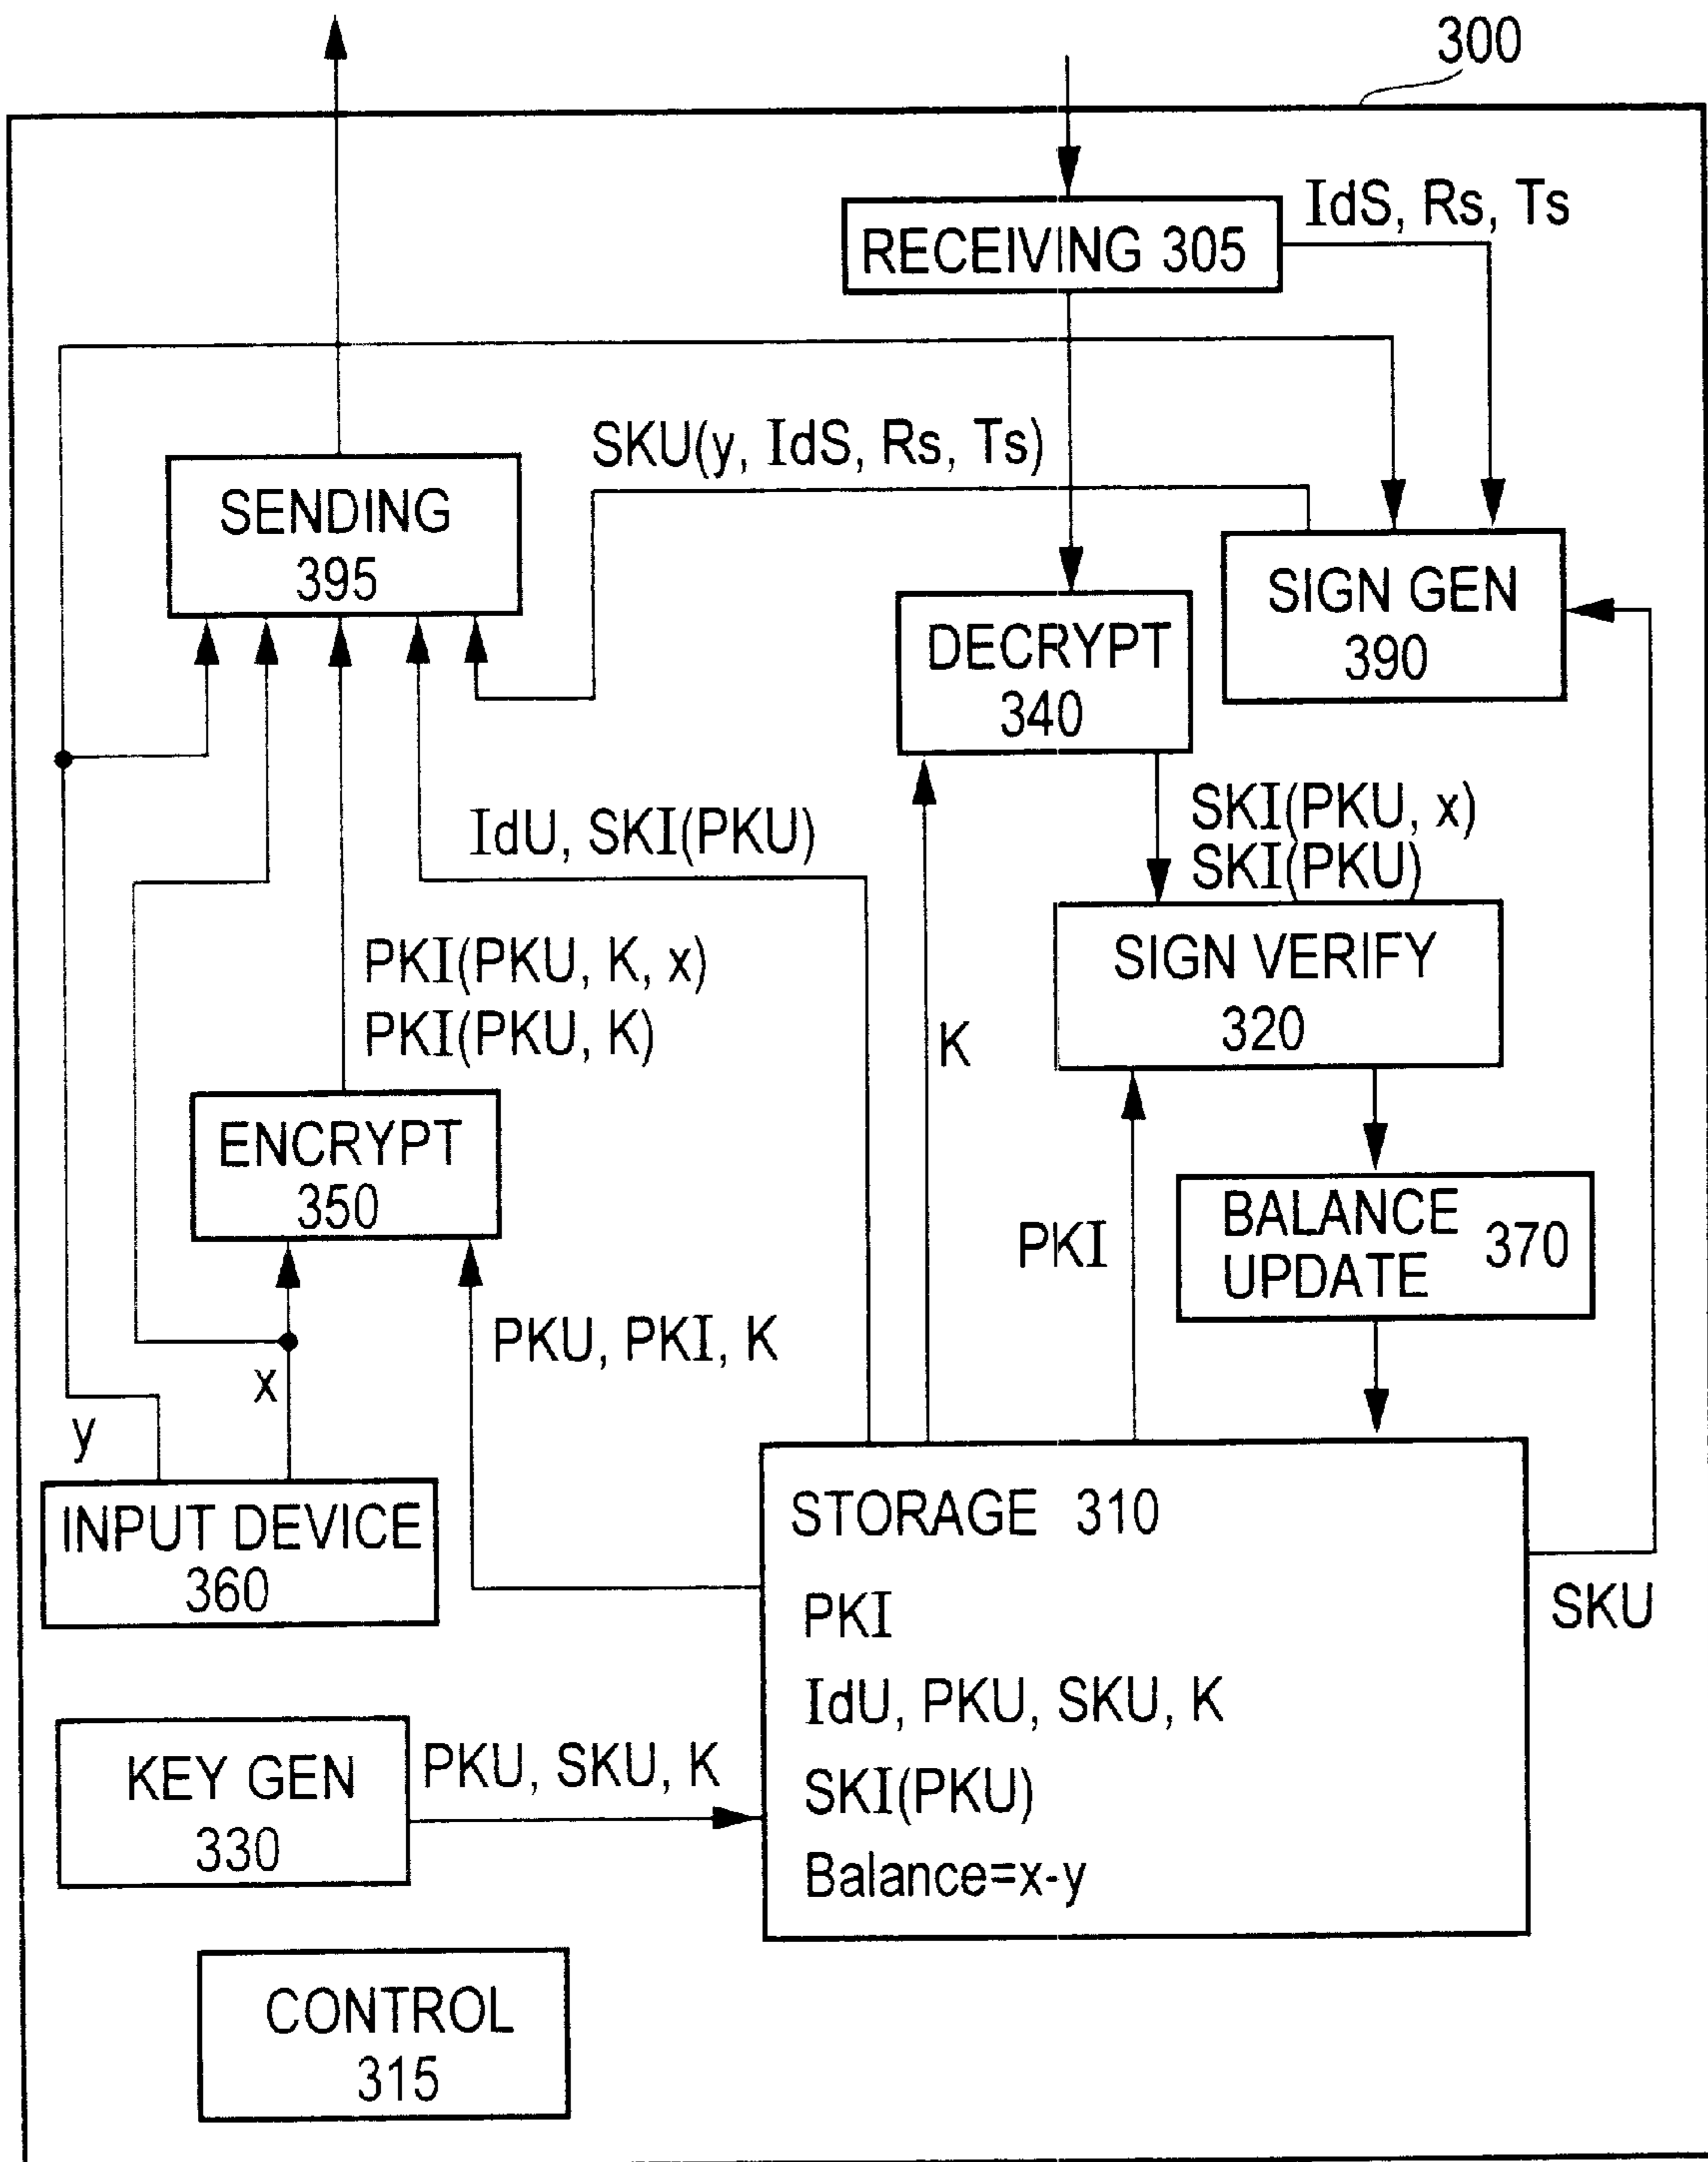 300
RECEIVING 305
IdS, Rs, Ts
SKU(y, IdS, Rs, Ts)
SENDING
395
SIGN GEN
390
DECRYPT
340
IdU, SKI(PKU)
SKI(PKU, x)
SKI(PKU)
PKI(PKU, K, x)
PKI(PKU, K)
SIGN VERIFY
320
K
ENCRYPT
350
PKI
BALANCE
UPDATE
370
PKU, PKI, K
x
y
INPUT DEVICE
360
STORAGE 310
PKI
IdU, PKU, SKU, K
SKI(PKU)
Balance=x-y
SKU
KEY GEN
330
PKU, SKU, K
CONTROL
315